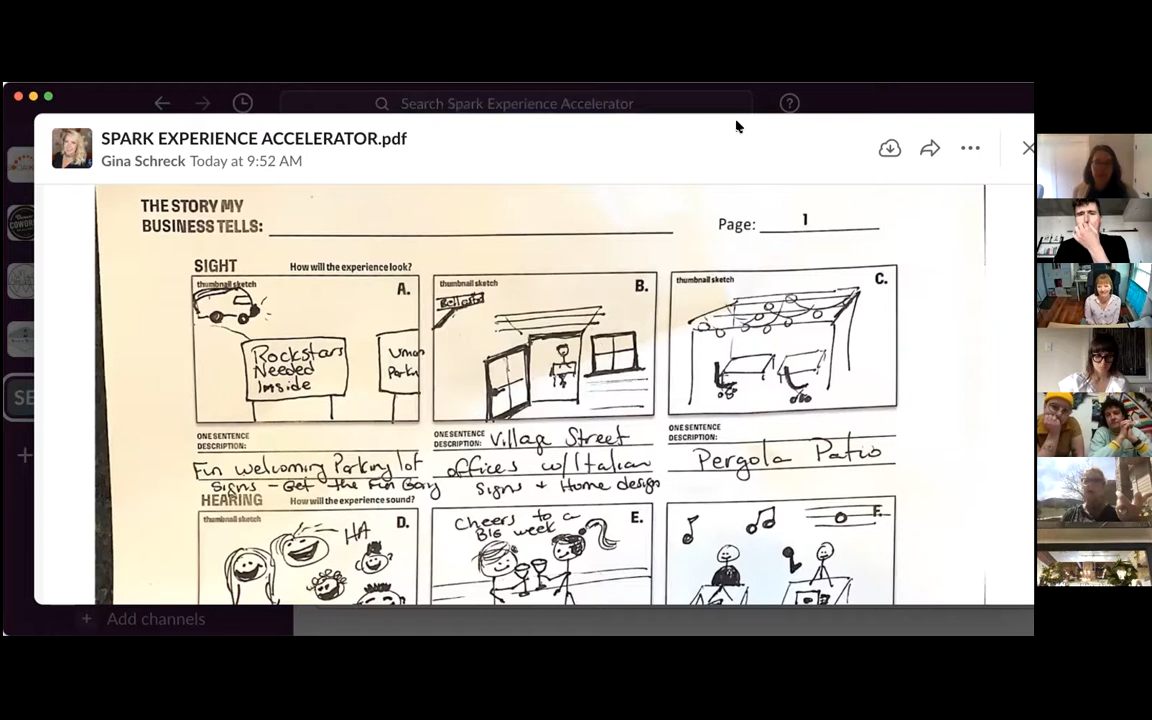 Search Spark Experience Accelerator
SPARK EXPERIENCE ACCELERATOR.pdf
Gina Schreck Today at 9:52 AM
THE STORY MY
BUSINESS TELLS:
Page: 1
SIGHT How will the experience look?
thumbnail sketch
A.
Rockstars
Needed
Inside
thumbnail sketch
B.
thumbnail sketch
C.
ONE SENTENCE
DESCRIPTION:
Fun welcoming Parking lot
signs - Get the Fun Going
ONE SENTENCE
DESCRIPTION:
Village Street
offices w/Italian
Signs + Home design
ONE SENTENCE
DESCRIPTION:
Pergola Patio
HEARING How will the experience sound?
thumbnail sketch
D.
HA
E.
Cheers to a
BIG week
F.
SE
+ Add channels